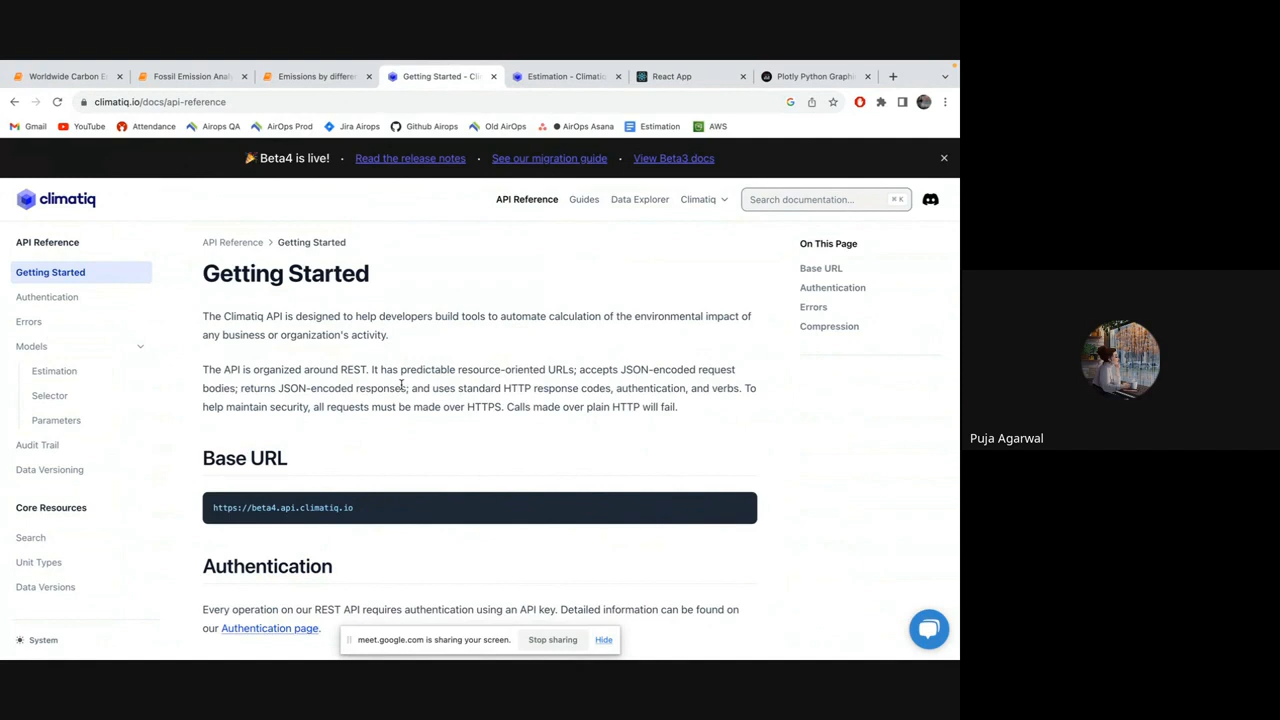 Worldwide Carbon E
Fossil Emission Anal
Emissions by differe
Getting Started - Cli
Estimation - Climatiq
React App
Plotly Python Graphi
climatiq.io/docs/api-reference
Gmail
YouTube
Attendance
Airops QA
AirOps Prod
Jira Airops
Github Airops
Old AirOps
AirOps Asana
Estimation
AWS
🎉 Beta4 is live! · Read the release notes · See our migration guide · View Beta3 docs
climatiq
API Reference
Guides
Data Explorer
Climatiq
Search documentation...
⌘ K
API Reference
Getting Started
Authentication
Errors
Models
Estimation
Selector
Parameters
Audit Trail
Data Versioning
Core Resources
Search
Unit Types
Data Versions
System
API Reference > Getting Started
Getting Started
The Climatiq API is designed to help developers build tools to automate calculation of the environmental impact of
any business or organization's activity.
The API is organized around REST. It has predictable resource-oriented URLs; accepts JSON-encoded request
bodies; returns JSON-encoded responses; and uses standard HTTP response codes, authentication, and verbs. To
help maintain security, all requests must be made over HTTPS. Calls made over plain HTTP will fail.
Base URL
https://beta4.api.climatiq.io
Authentication
Every operation on our REST API requires authentication using an API key. Detailed information can be found on
our Authentication page.
On This Page
Base URL
Authentication
Errors
Compression
meet.google.com is sharing your screen.
Stop sharing
Hide
Puja Agarwal